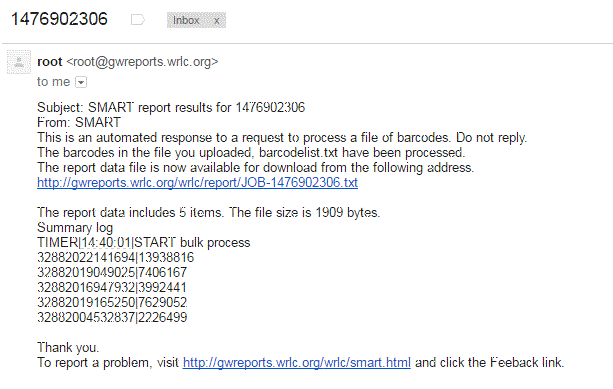 1476902306
Inbox x
root <root@gwreports.wrlc.org>
to me
Subject: SMART report results for 1476902306
From: SMART
This is an automated response to a request to process a file of barcodes. Do not reply.
The barcodes in the file you uploaded, barcodelist.txt have been processed.
The report data file is now available for download from the following address.
http://gwreports.wrlc.org/wrlc/report/JOB-1476902306.txt
The report data includes 5 items. The file size is 1909 bytes.
Summary log
TIMER|14:40:01|START bulk process
32882022141694|13938816
32882019049025|7406167
32882016947932|3992441
32882019165250|7629052
32882004532837|2226499
Thank you.
To report a problem, visit http://gwreports.wrlc.org/wrlc/smart.html and click the Feeback link.